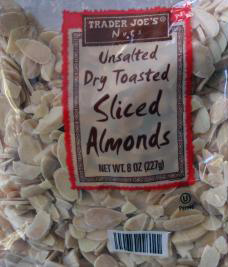 TRADER JOE'S®
Nuts
Unsalted
Dry Toasted
Sliced
Almonds
NET WT. 8 OZ (227g)
U